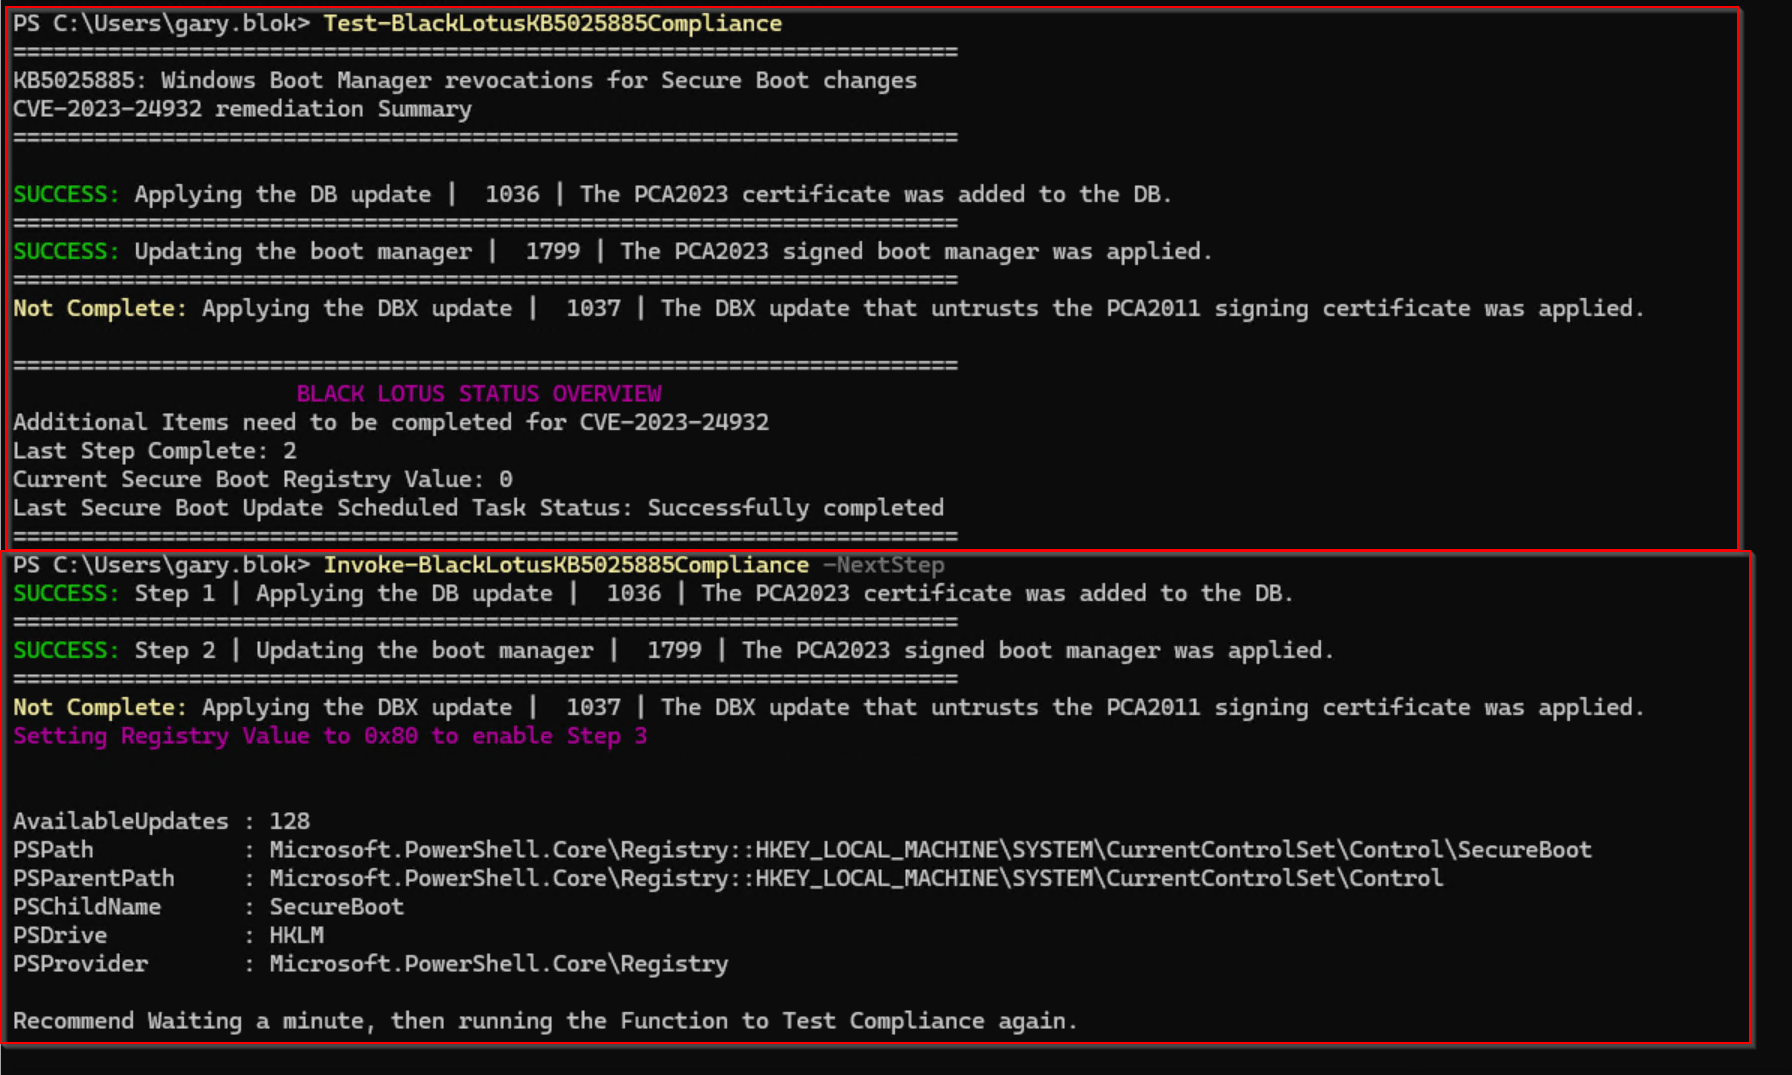 PS C:\Users\gary.blok> Test-BlackLotusKB5025885Compliance
======================================================================
KB5025885: Windows Boot Manager revocations for Secure Boot changes
CVE-2023-24932 remediation Summary
======================================================================
SUCCESS: Applying the DB update |  1036 | The PCA2023 certificate was added to the DB.
======================================================================
SUCCESS: Updating the boot manager |  1799 | The PCA2023 signed boot manager was applied.
======================================================================
Not Complete: Applying the DBX update |  1037 | The DBX update that untrusts the PCA2011 signing certificate was applied.
======================================================================
BLACK LOTUS STATUS OVERVIEW
Additional Items need to be completed for CVE-2023-24932
Last Step Complete: 2
Current Secure Boot Registry Value: 0
Last Secure Boot Update Scheduled Task Status: Successfully completed
======================================================================
PS C:\Users\gary.blok> Invoke-BlackLotusKB5025885Compliance -NextStep
SUCCESS: Step 1 | Applying the DB update |  1036 | The PCA2023 certificate was added to the DB.
======================================================================
SUCCESS: Step 2 | Updating the boot manager |  1799 | The PCA2023 signed boot manager was applied.
======================================================================
Not Complete: Applying the DBX update |  1037 | The DBX update that untrusts the PCA2011 signing certificate was applied.
Setting Registry Value to 0x80 to enable Step 3
AvailableUpdates : 128
PSPath           : Microsoft.PowerShell.Core\Registry::HKEY_LOCAL_MACHINE\SYSTEM\CurrentControlSet\Control\SecureBoot
PSParentPath     : Microsoft.PowerShell.Core\Registry::HKEY_LOCAL_MACHINE\SYSTEM\CurrentControlSet\Control
PSChildName      : SecureBoot
PSDrive          : HKLM
PSProvider       : Microsoft.PowerShell.Core\Registry
Recommend Waiting a minute, then running the Function to Test Compliance again.